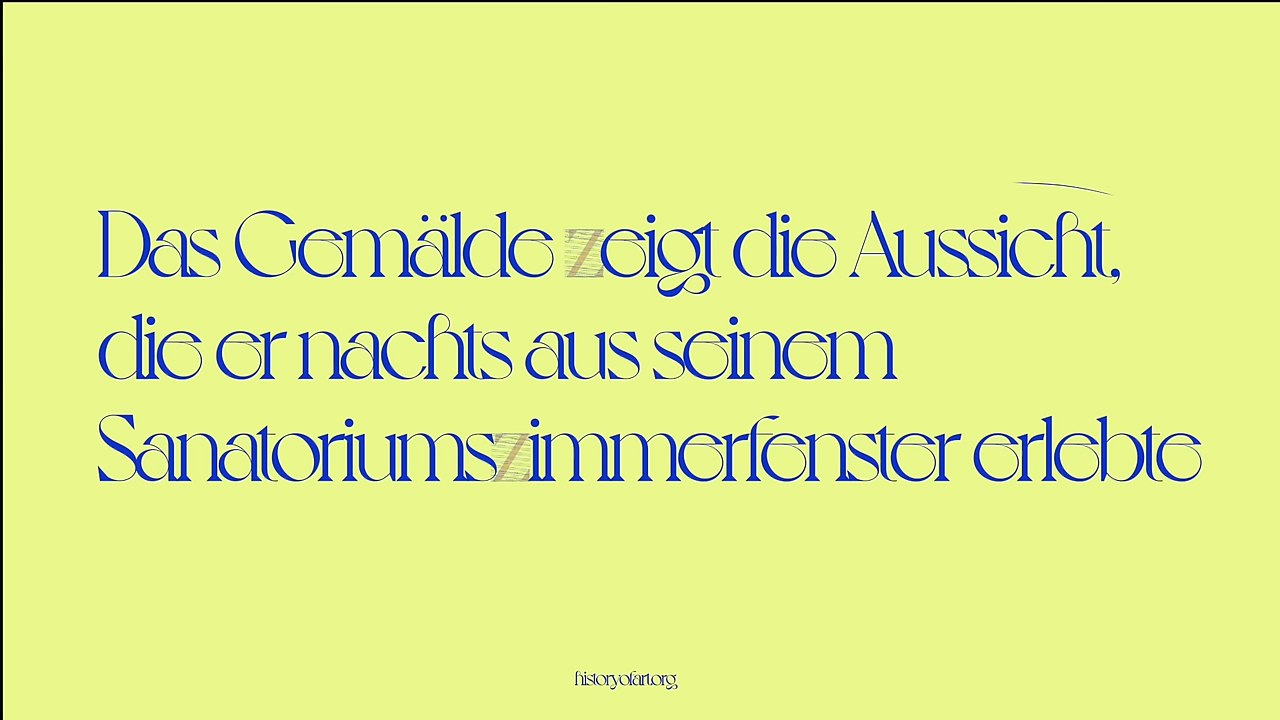 Das Gemälde zeigt die Aussicht,
die er nachts aus seinem
Sanatoriumszimmerfenster erlebte
historyofart.org